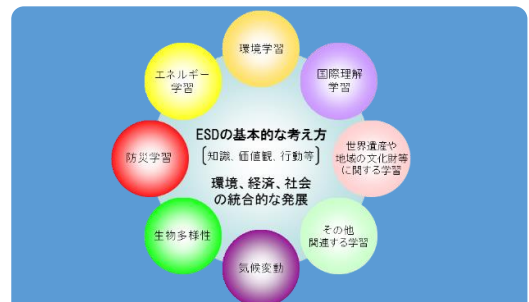 環境学習
国際理解
学習
世界遺産や
地域の文化財等
に関する学習
その他
関連する学習
気候変動
生物多様性
防災学習
エネルギー
学習
ESDの基本的な考え方
[知識、価値観、行動等]
環境、経済、社会
の統合的な発展